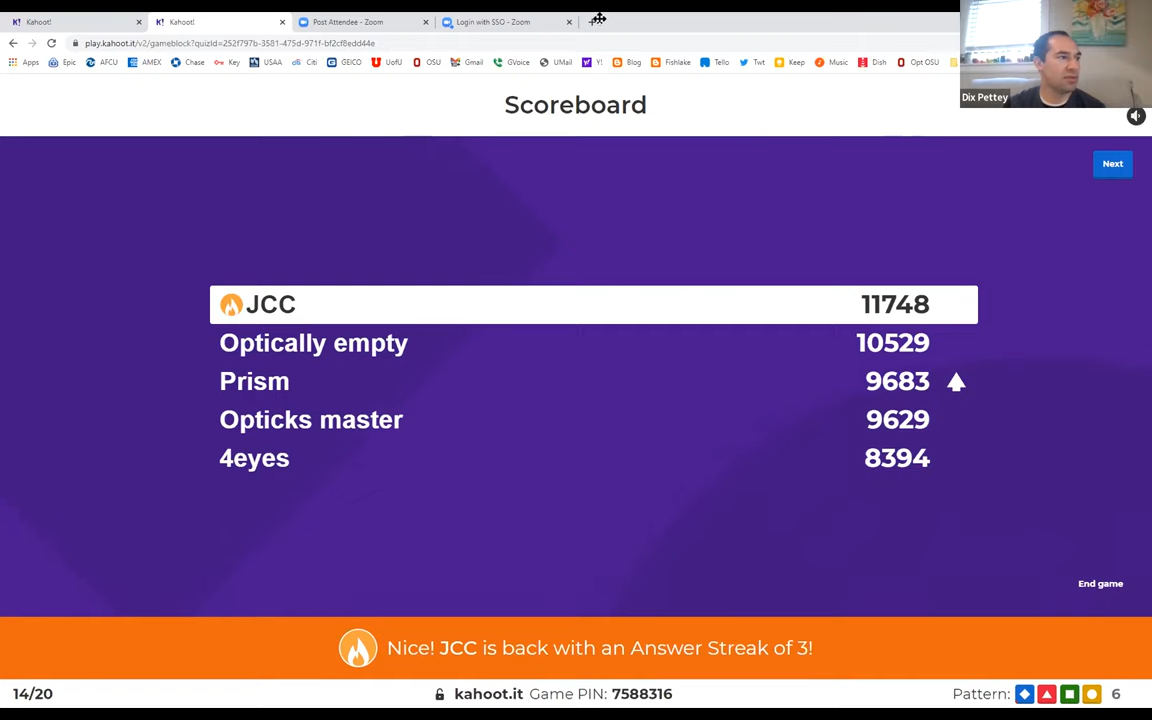 Kahoot!
Kahoot!
Post Attendee - Zoom
Login with SSO - Zoom
play.kahoot.it/v2/gameblock?quizId=252f797b-3581-475d-971f-bf2cf8edd44e
Apps Epic AFCU AMEX Chase Key USAA Citi GEICO UofU OSU Gmail GVoice UMail Y! Blog Fishlake Tello Twt Keep Music Dish Opt OSU
Dix Pettey
Scoreboard
Next
JCC 11748
Optically empty 10529
Prism 9683
Opticks master 9629
4eyes 8394
End game
Nice! JCC is back with an Answer Streak of 3!
14/20 kahoot.it Game PIN: 7588316 Pattern: 6